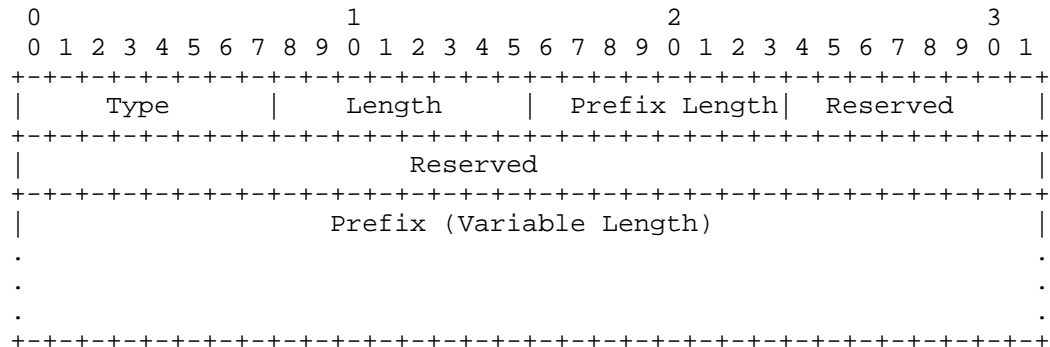 0                   1                   2                   3
 0 1 2 3 4 5 6 7 8 9 0 1 2 3 4 5 6 7 8 9 0 1 2 3 4 5 6 7 8 9 0 1
+-+-+-+-+-+-+-+-+-+-+-+-+-+-+-+-+-+-+-+-+-+-+-+-+-+-+-+-+-+-+-+-+
|     Type      |    Length     |  Prefix Length|  Reserved     |
+-+-+-+-+-+-+-+-+-+-+-+-+-+-+-+-+-+-+-+-+-+-+-+-+-+-+-+-+-+-+-+-+
|                        Reserved                               |
+-+-+-+-+-+-+-+-+-+-+-+-+-+-+-+-+-+-+-+-+-+-+-+-+-+-+-+-+-+-+-+-+
|                   Prefix (Variable Length)                    |
.                                                               .
.                                                               .
.                                                               .
+-+-+-+-+-+-+-+-+-+-+-+-+-+-+-+-+-+-+-+-+-+-+-+-+-+-+-+-+-+-+-+-+